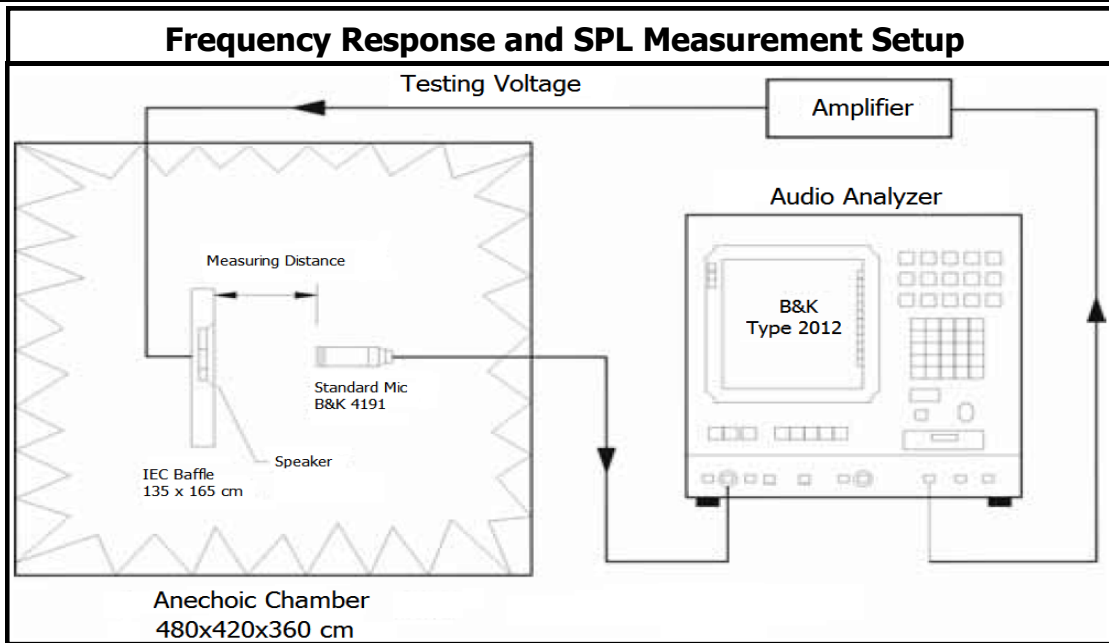 Frequency Response and SPL Measurement Setup
Testing Voltage
Amplifier
Audio Analyzer
Measuring Distance
B&K
Type 2012
Standard Mic
B&K 4191
Speaker
IEC Baffle
135 x 165 cm
Anechoic Chamber
480x420x360 cm